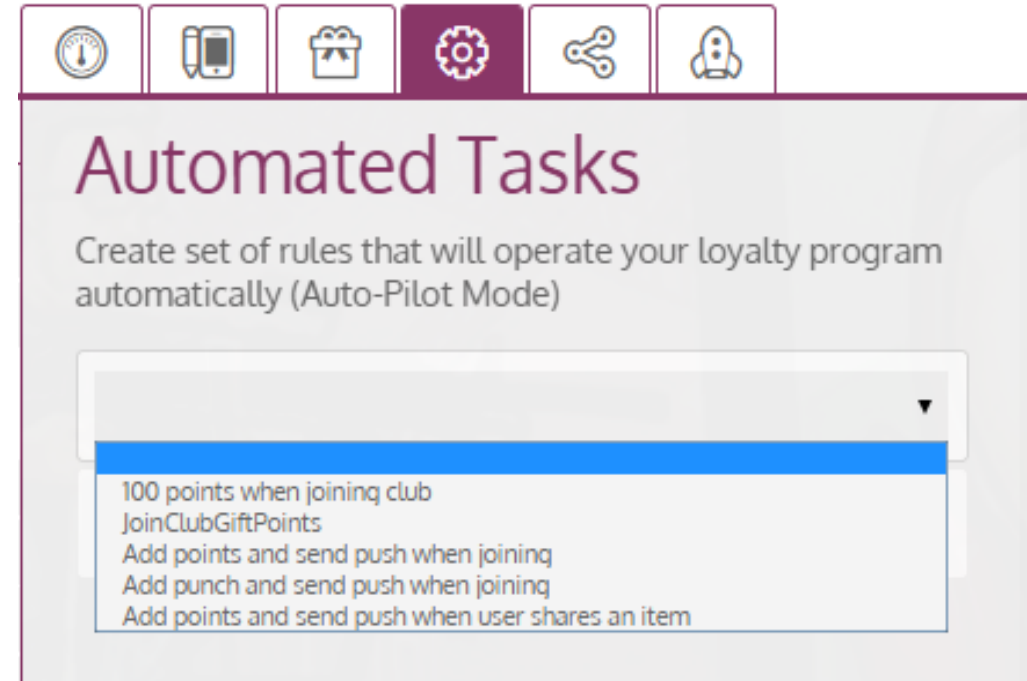 Automated Tasks
Create set of rules that will operate your loyalty program
automatically (Auto-Pilot Mode)
100 points when joining club
JoinClubGiftPoints
Add points and send push when joining
Add punch and send push when joining
Add points and send push when user shares an item